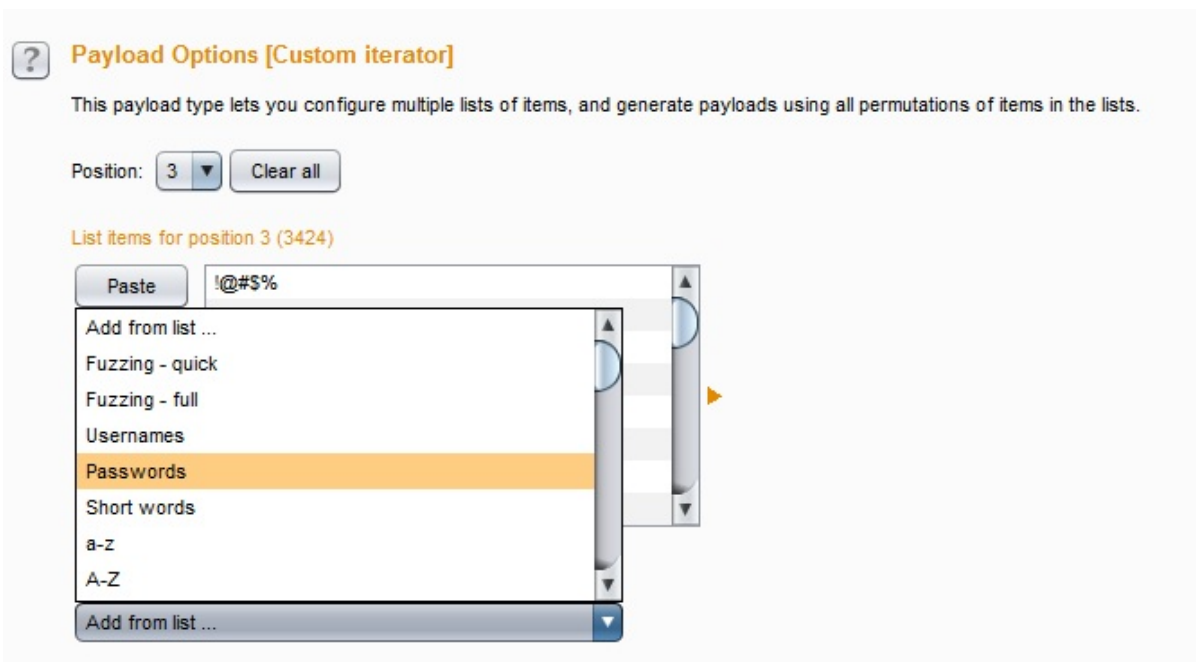 ?
Payload Options [Custom iterator]
This payload type lets you configure multiple lists of items, and generate payloads using all permutations of items in the lists.
Position: 3 Clear all
List items for position 3 (3424)
Paste !@#$%
Add from list ...
Fuzzing - quick
Fuzzing - full
Usernames
Passwords
Short words
a-z
A-Z
Add from list ...